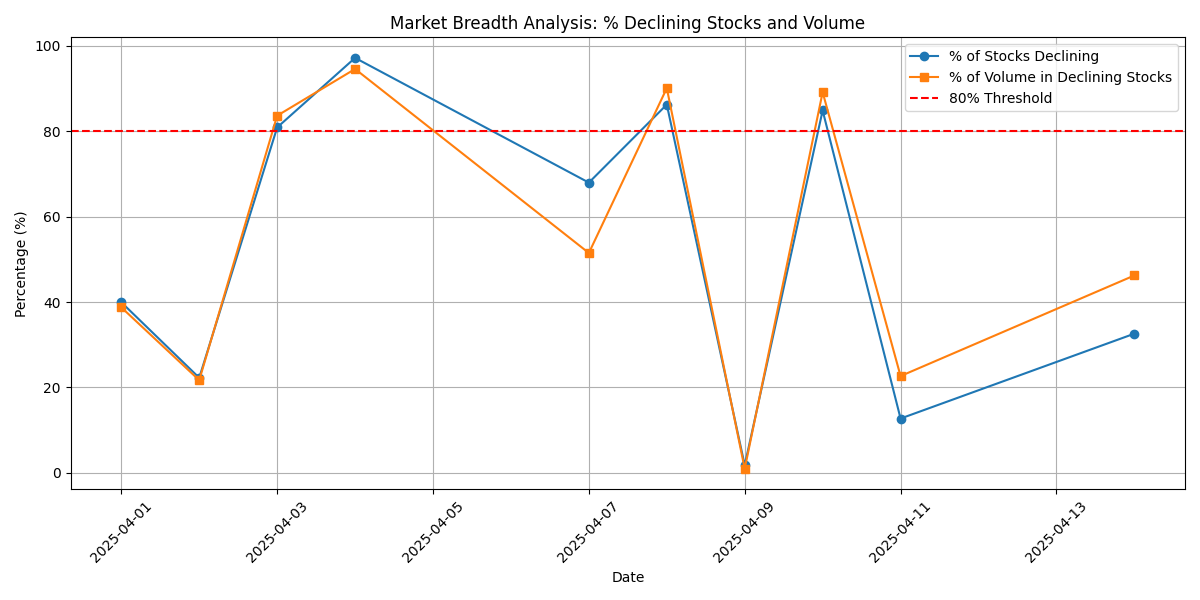 Market Breadth Analysis: % Declining Stocks and Volume
% of Stocks Declining
% of Volume in Declining Stocks
80% Threshold
Percentage (%)
100
80
60
40
20
0
2025-04-01
2025-04-03
2025-04-05
2025-04-07
2025-04-09
2025-04-11
2025-04-13
Date